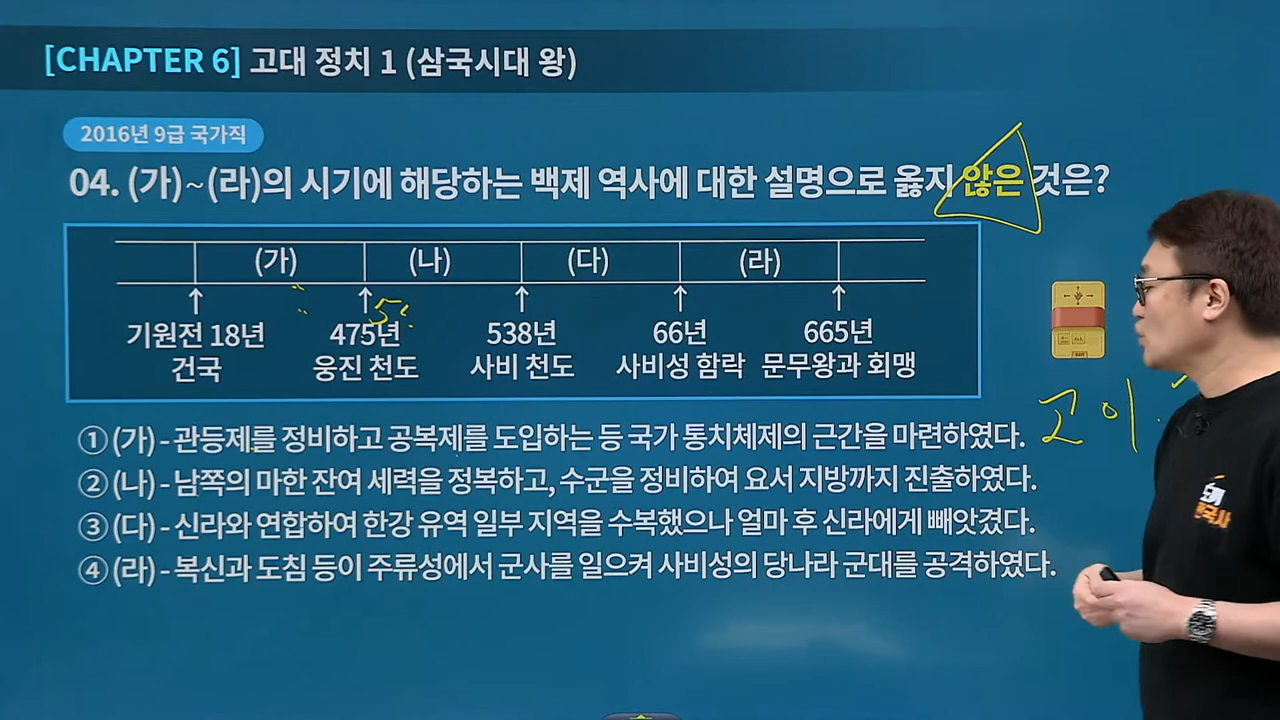 [CHAPTER 6] 고대 정치 1 (삼국시대 왕)
2016년 9급 국가직
04. (가)~(라)의 시기에 해당하는 백제 역사에 대한 설명으로 옳지 않은 것은?
(가) (나) (다) (라)
기원전 18년 475년 538년 66년 665년
건국 웅진 천도 사비 천도 사비성 함락 문무왕과 회맹
① (가) - 관등제를 정비하고 공복제를 도입하는 등 국가 통치체제의 근간을 마련하였다.
② (나) - 남쪽의 마한 잔여 세력을 정복하고, 수군을 정비하여 요서 지방까지 진출하였다.
③ (다) - 신라와 연합하여 한강 유역 일부 지역을 수복했으나 얼마 후 신라에게 빼앗겼다.
④ (라) - 복신과 도침 등이 주류성에서 군사를 일으켜 사비성의 당나라 군대를 공격하였다.
고이